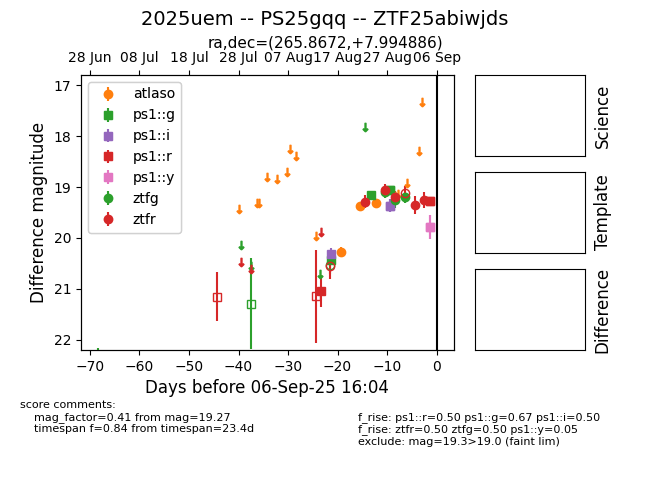 2025uem -- PS25gqq -- ZTF25abiwjds
ra,dec=(265.8672,+7.994886)
28 Jun 08 Jul 18 Jul 28 Jul 07 Aug 17 Aug 27 Aug 06 Sep
17
18
19
20
21
22
Difference magnitude
atlaso
ps1::g
ps1::i
ps1::r
ps1::y
ztfg
ztfr
−70 −60 −50 −40 −30 −20 −10 0
Days before 06-Sep-25 16:04
Science
Template
Difference
score comments:
mag_factor=0.41 from mag=19.27
timespan f=0.84 from timespan=23.4d
f_rise: ps1::r=0.50 ps1::g=0.67 ps1::i=0.50
f_rise: ztfr=0.50 ztfg=0.50 ps1::y=0.05
exclude: mag=19.3>19.0 (faint lim)